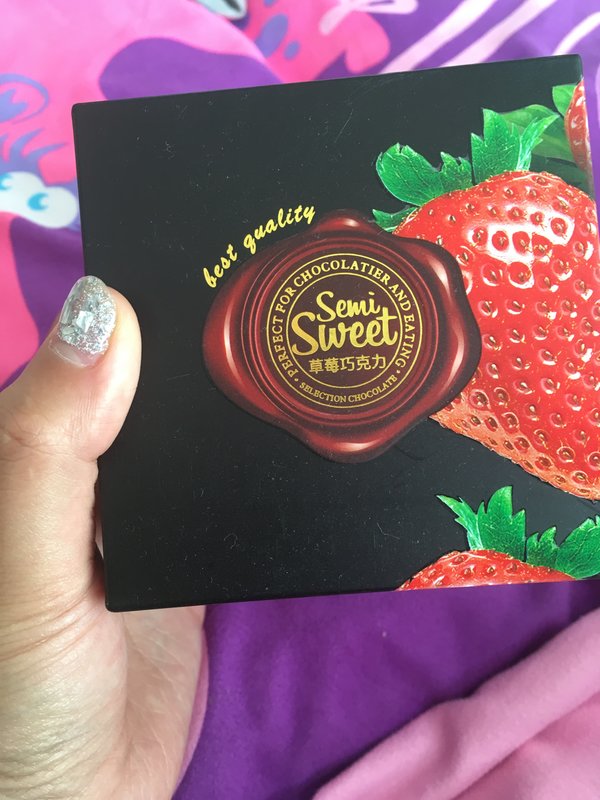 best quality
PERFECT FOR CHOCOLATIER AND EATING
Semi
Sweet
草莓巧克力
SELECTION CHOCOLATE